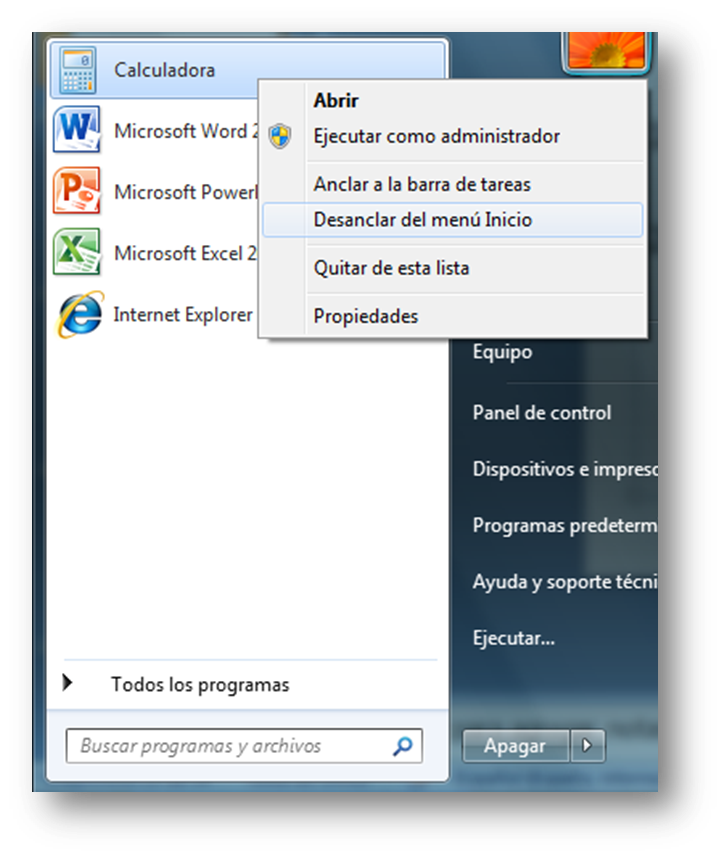 Calculadora
Abrir
Microsoft Word 2
Ejecutar como administrador
Microsoft Powerl
Anclar a la barra de tareas
Desanclar del menú Inicio
Microsoft Excel 2
Quitar de esta lista
Internet Explorer
Propiedades
Equipo
Panel de control
Dispositivos e impreso
Programas predeterm
Ayuda y soporte técni
Ejecutar...
Todos los programas
Buscar programas y archivos
Apagar